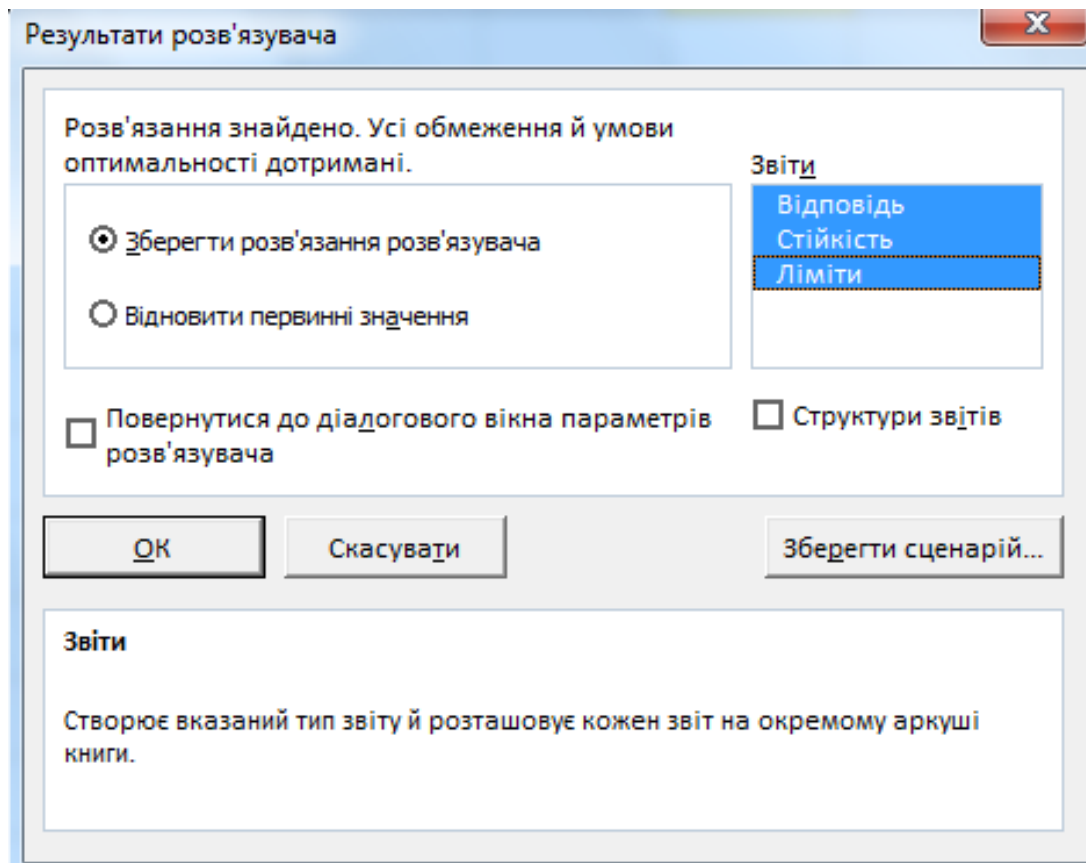 Результати розв'язувача
X
Розв'язання знайдено. Усі обмеження й умови
оптимальності дотримані.
Звіти
Відповідь
Стійкість
Ліміти
Зберегти розв'язання розв'язувача
Відновити первинні значення
Повернутися до діалогового вікна параметрів
розв'язувача
Структури звітів
ОК
Скасувати
Зберегти сценарій...
Звіти
Створює вказаний тип звіту й розташовує кожен звіт на окремому аркуші
книги.